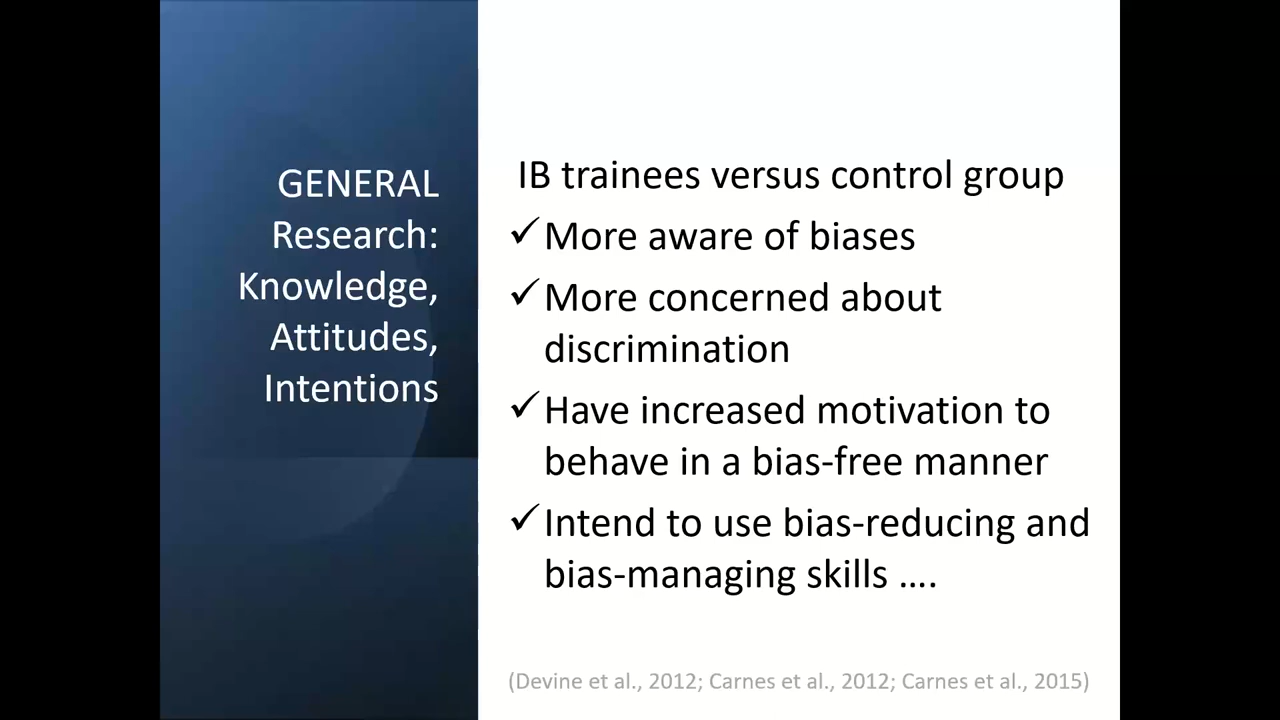 GENERAL
Research:
Knowledge,
Attitudes,
Intentions
IB trainees versus control group
✓More aware of biases
✓More concerned about
discrimination
✓Have increased motivation to
behave in a bias-free manner
✓Intend to use bias-reducing and
bias-managing skills ….
(Devine et al., 2012; Carnes et al., 2012; Carnes et al., 2015)